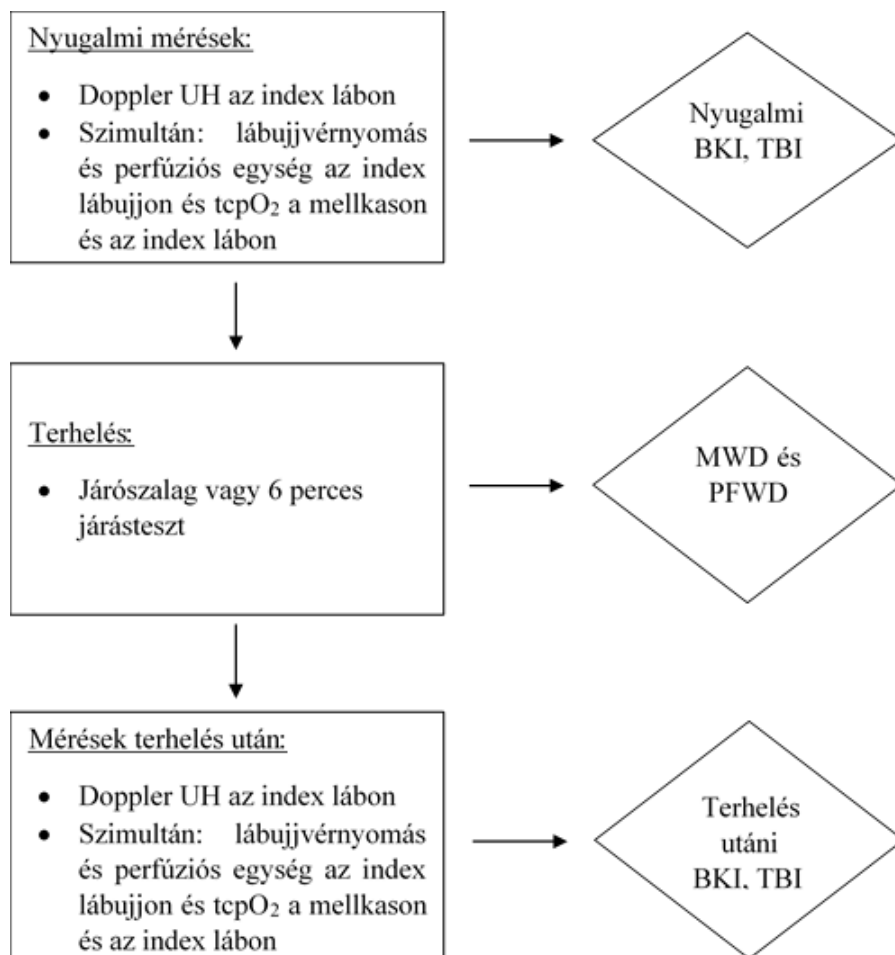 Nyugalmi mérések:
• Doppler UH az index lábon
• Szimultán: lábujjvérnyomás
és perfúziós egység az index
lábujjon és tcpO₂ a mellkason
és az index lábon
Nyugalmi
BKI, TBI
Terhelés:
• Járószalag vagy 6 perces
járásteszt
MWD és
PFWD
Mérések terhelés után:
• Doppler UH az index lábon
• Szimultán: lábujjvérnyomás
és perfúziós egység az index
lábujjon és tcpO₂ a mellkason
és az index lábon
Terhelés
utáni
BKI, TBI